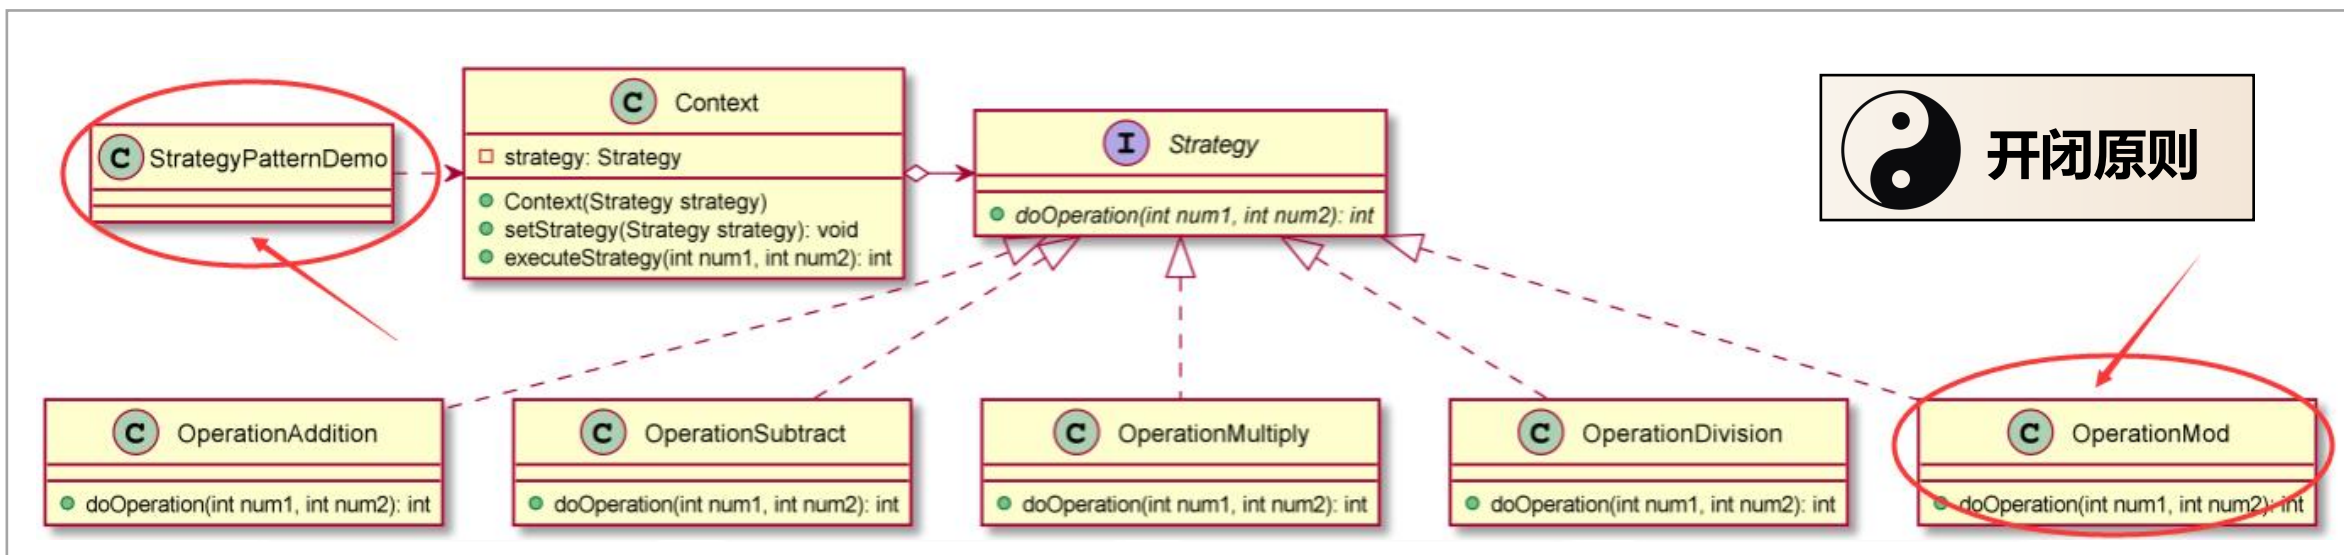 C StrategyPatternDemo
C Context
strategy: Strategy
Context(Strategy strategy)
setStrategy(Strategy strategy): void
executeStrategy(int num1, int num2): int
I Strategy
doOperation(int num1, int num2): int
开闭原则
C OperationAddition
doOperation(int num1, int num2): int
C OperationSubtract
doOperation(int num1, int num2): int
C OperationMultiply
doOperation(int num1, int num2): int
C OperationDivision
doOperation(int num1, int num2): int
C OperationMod
doOperation(int num1, int num2): int